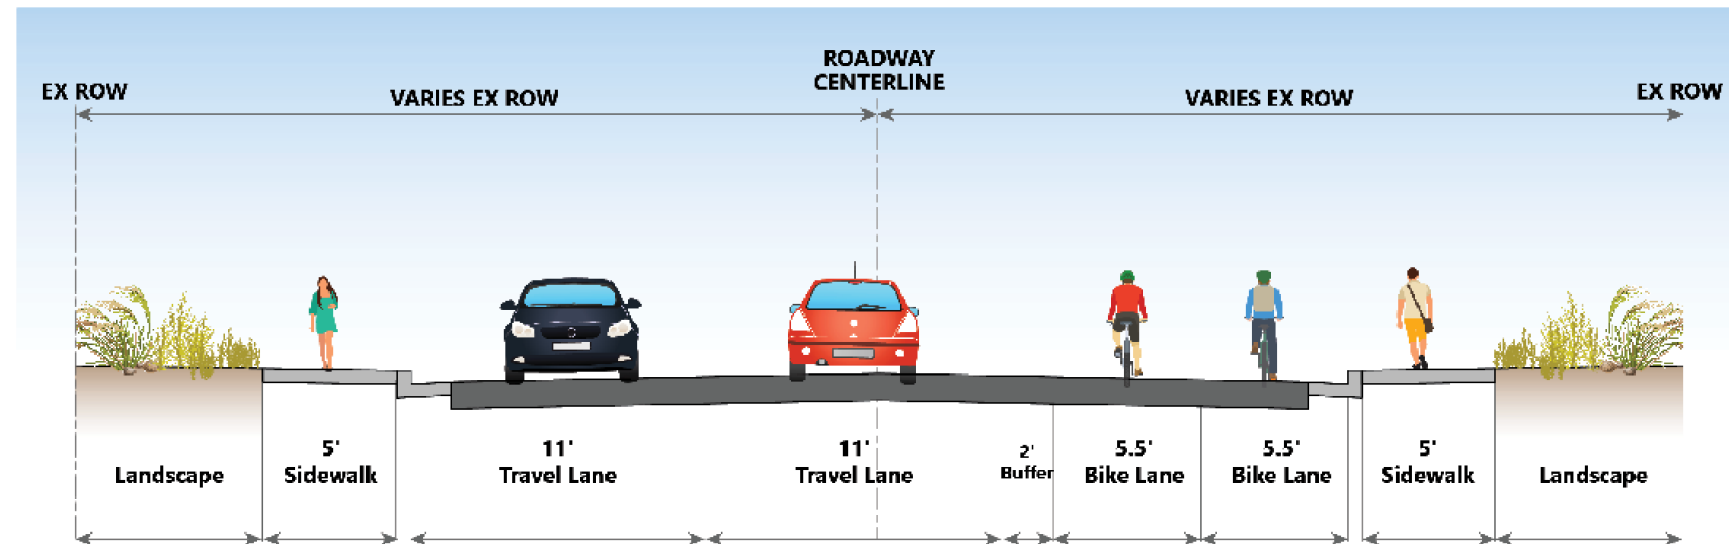 ROADWAY
CENTERLINE
EX ROW
VARIES EX ROW
VARIES EX ROW
EX ROW
5'
Sidewalk
11'
Travel Lane
11'
Travel Lane
2'
Buffer
5.5'
Bike Lane
5.5'
Bike Lane
5'
Sidewalk
Landscape
Landscape